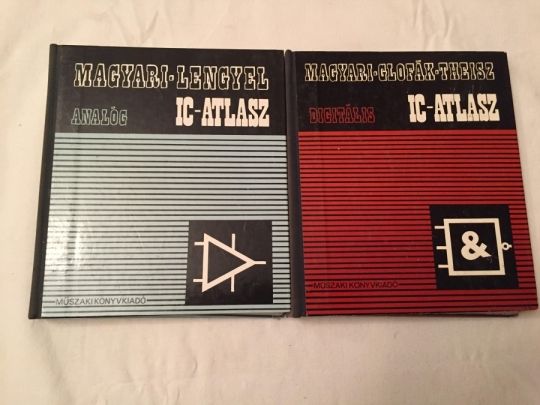 MAGYARI-LENGYEL
ANALÓG IC-ATLASZ
MŰSZAKI KÖNYVKIADÓ
MAGYARI-GLOFÁK-THEISZ
DIGITÁLIS IC-ATLASZ
&
MŰSZAKI KÖNYVKIADÓ